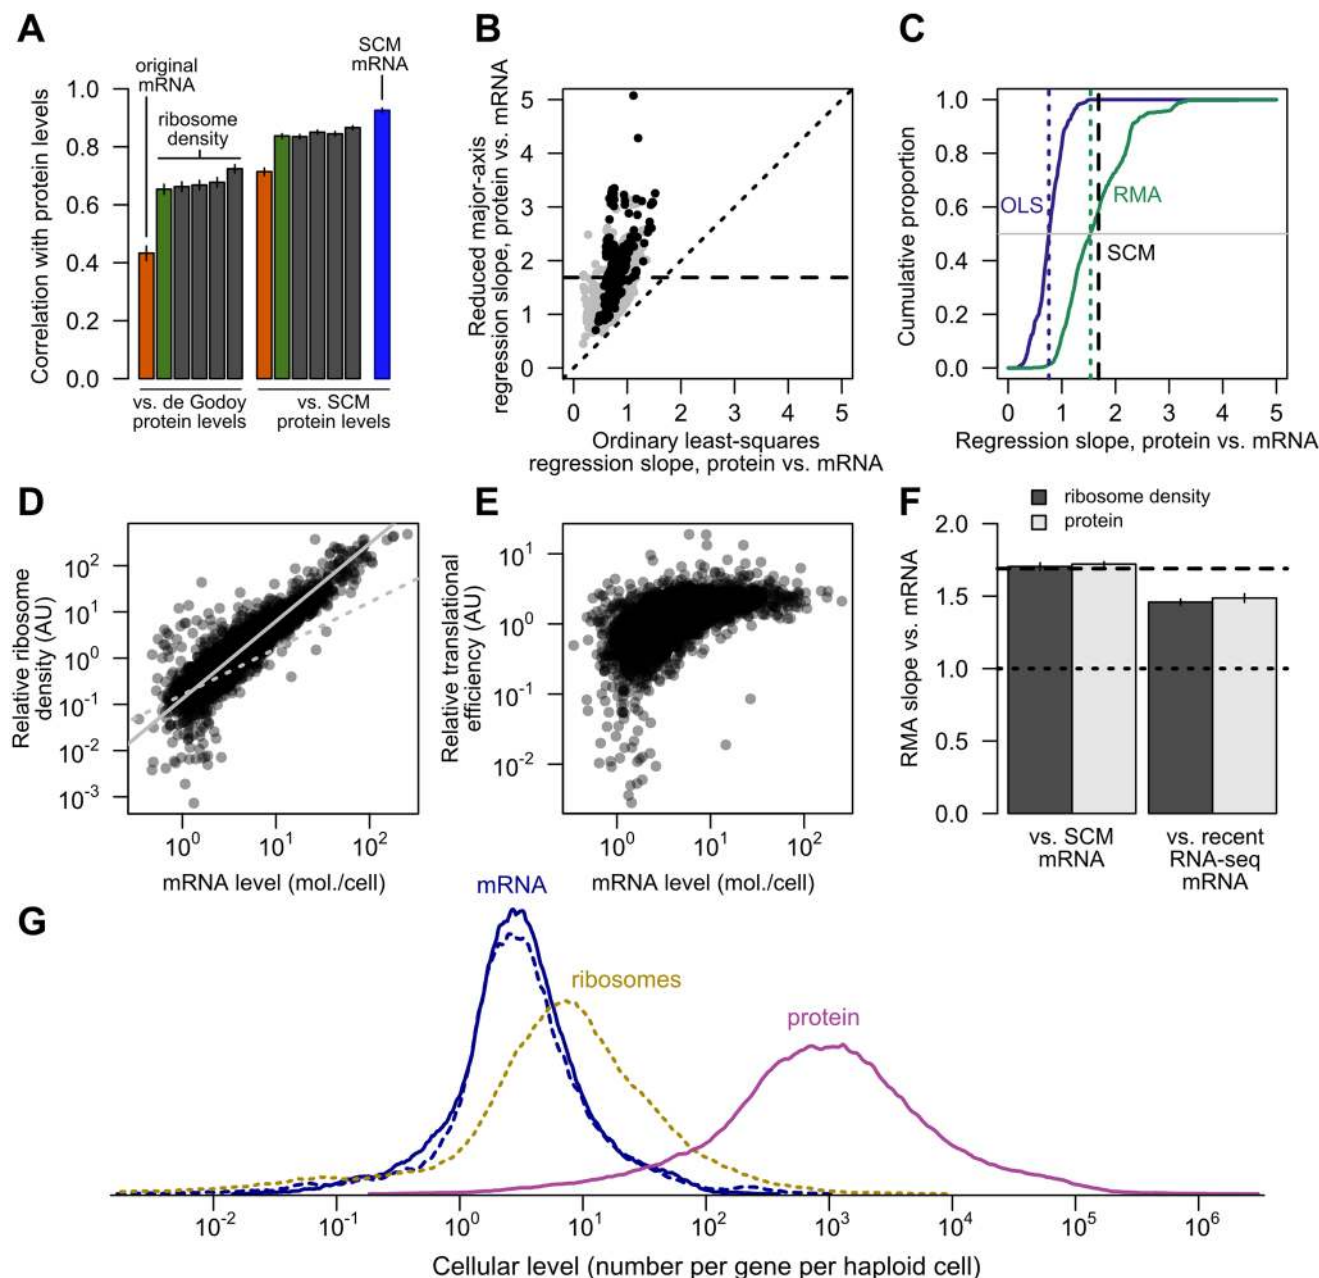 A
original
mRNA
SCM
mRNA
ribosome
density
Correlation with protein levels
1.0
0.8
0.6
0.4
0.2
0.0
vs. de Godoy
protein levels
vs. SCM
protein levels
B
Reduced major-axis
regression slope, protein vs. mRNA
5
4
3
2
1
0
0 1 2 3 4 5
Ordinary least-squares
regression slope, protein vs. mRNA
C
Cumulative proportion
1.0
0.8
0.6
0.4
0.2
0.0
OLS
RMA
SCM
0 1 2 3 4 5
Regression slope, protein vs. mRNA
D
Relative ribosome
density (AU)
10^2
10^1
10^0
10^-1
10^-2
10^-3
10^0 10^1 10^2
mRNA level (mol./cell)
E
Relative translational
efficiency (AU)
10^1
10^0
10^-1
10^-2
10^0 10^1 10^2
mRNA level (mol./cell)
F
ribosome density
protein
RMA slope vs. mRNA
2.0
1.5
1.0
0.5
0.0
vs. SCM
mRNA
vs. recent
RNA-seq
mRNA
G
mRNA
ribosomes
protein
10^-2 10^-1 10^0 10^1 10^2 10^3 10^4 10^5 10^6
Cellular level (number per gene per haploid cell)